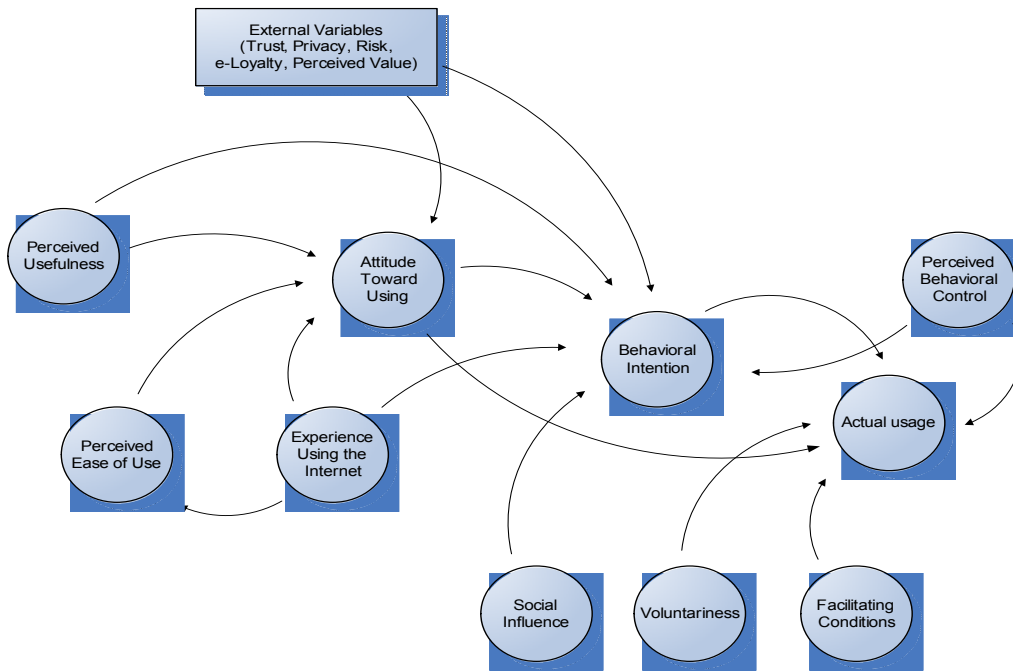 External Variables
(Trust, Privacy, Risk,
e-Loyalty, Perceived Value)
Perceived
Usefulness
Attitude
Toward
Using
Perceived
Behavioral
Control
Behavioral
Intention
Perceived
Ease of Use
Experience
Using the
Internet
Actual usage
Social
Influence
Voluntariness
Facilitating
Conditions